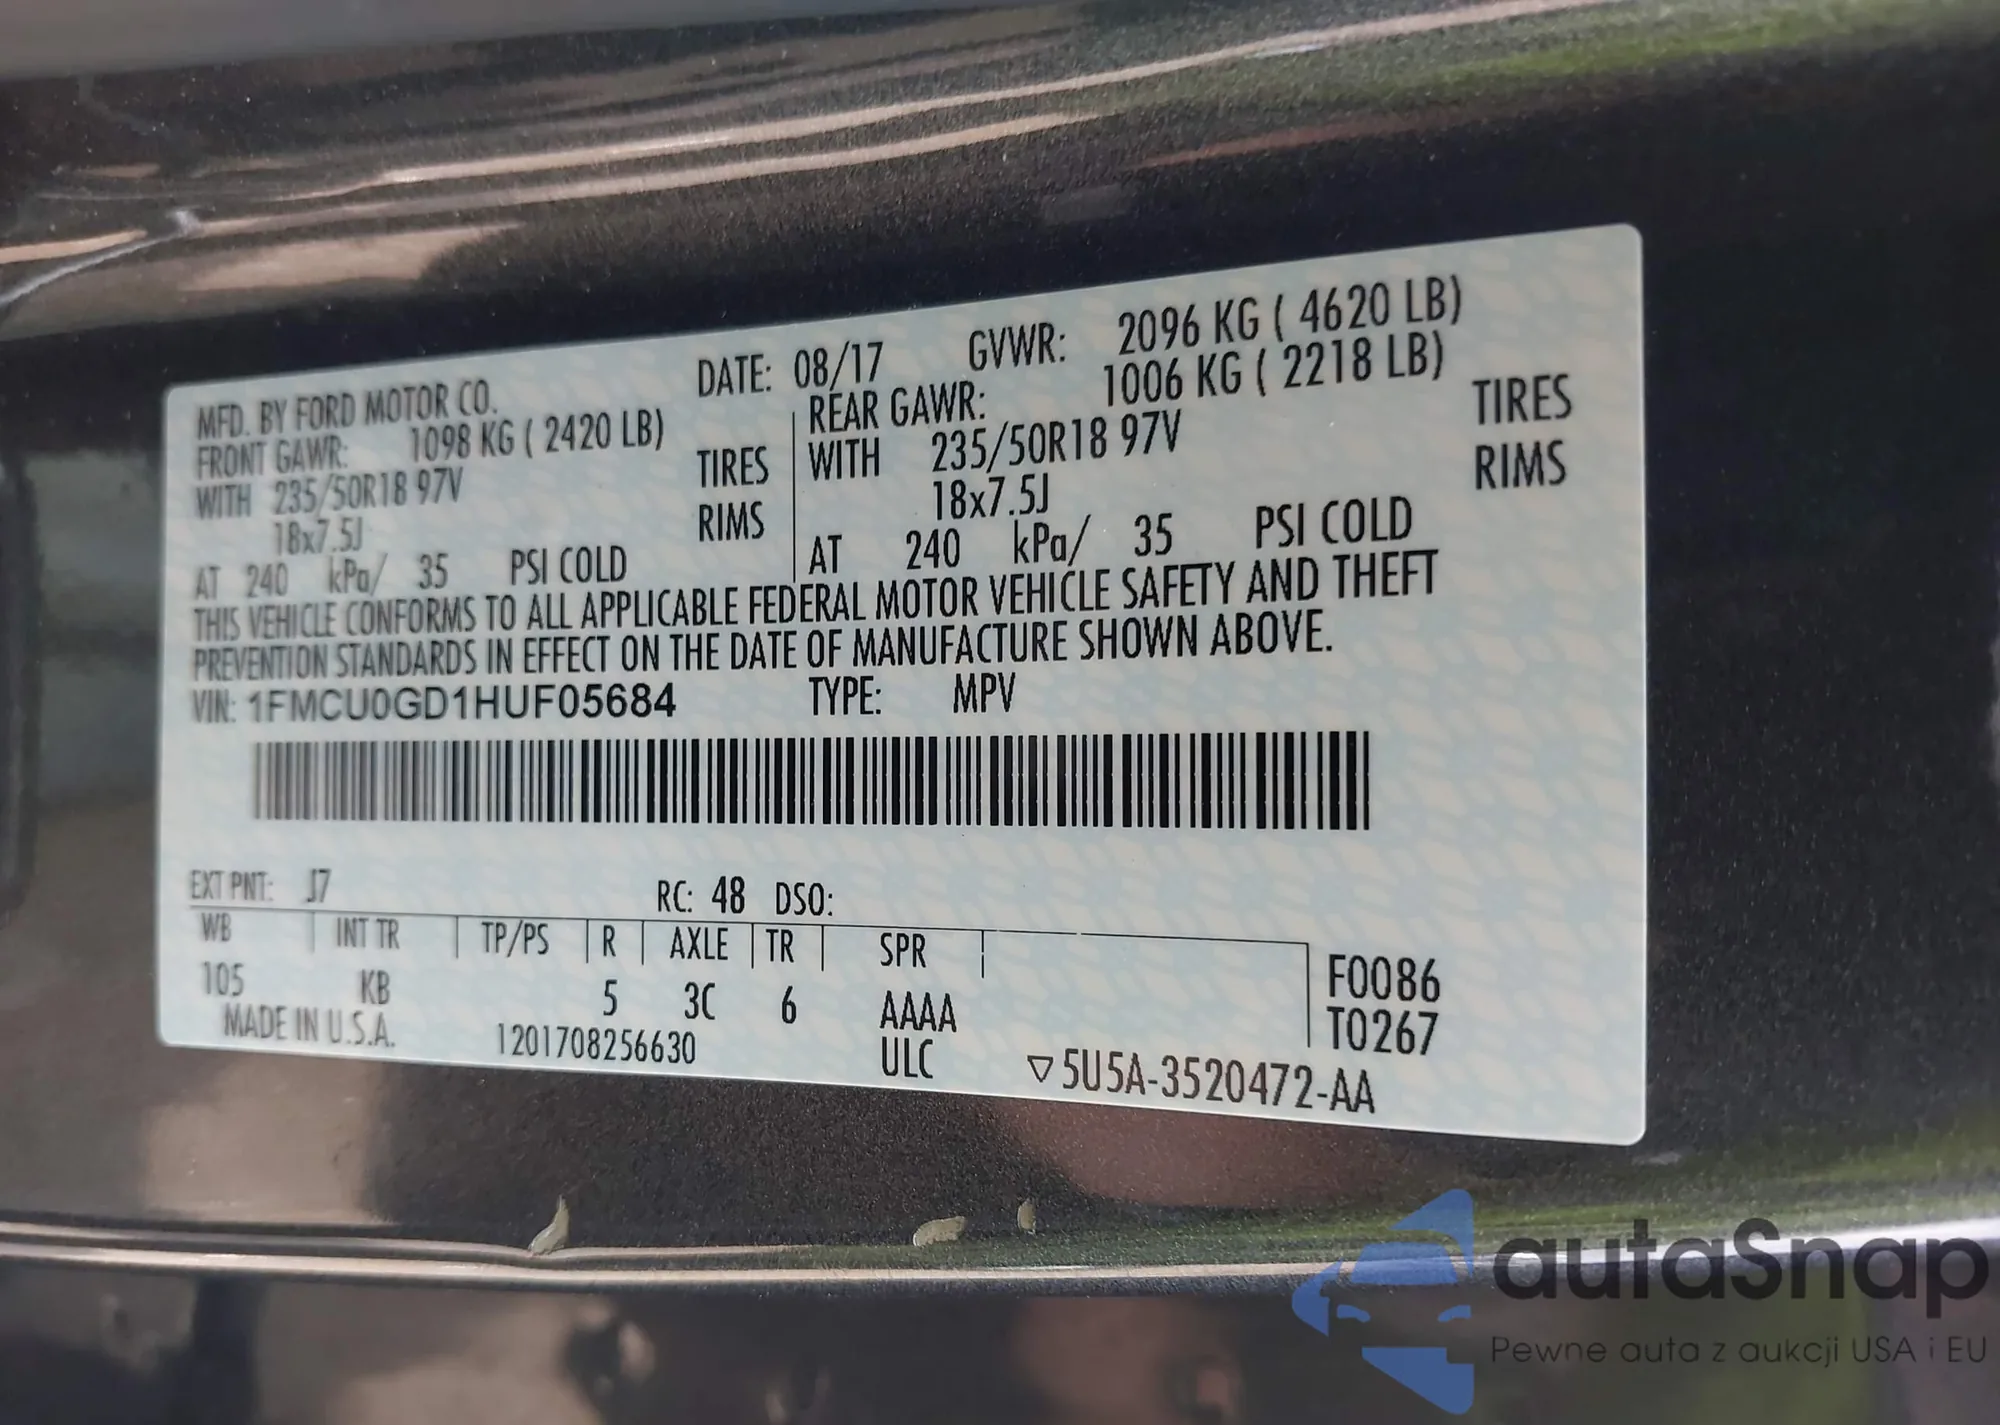 MFD. BY FORD MOTOR CO. DATE: 08/17 GVWR: 2096 KG ( 4620 LB)
FRONT GAWR: 1098 KG ( 2420 LB) REAR GAWR: 1006 KG ( 2218 LB)
WITH 235/50R18 97V TIRES WITH 235/50R18 97V TIRES
18x7.5J RIMS 18x7.5J RIMS
AT 240 kPa/ 35 PSI COLD AT 240 kPa/ 35 PSI COLD
THIS VEHICLE CONFORMS TO ALL APPLICABLE FEDERAL MOTOR VEHICLE SAFETY AND THEFT
PREVENTION STANDARDS IN EFFECT ON THE DATE OF MANUFACTURE SHOWN ABOVE.
VIN: 1FMCU0GD1HUF05684 TYPE: MPV
EXT PNT: J7 RC: 48 DSO:
WB INT TR TP/PS R AXLE TR SPR
105 KB 5 3C 6 AAAA F0086
MADE IN U.S.A. 1201708256630 ULC T0267
▽5U5A-3520472-AA
autaSnap
Pewne auta z aukcji USA i EU